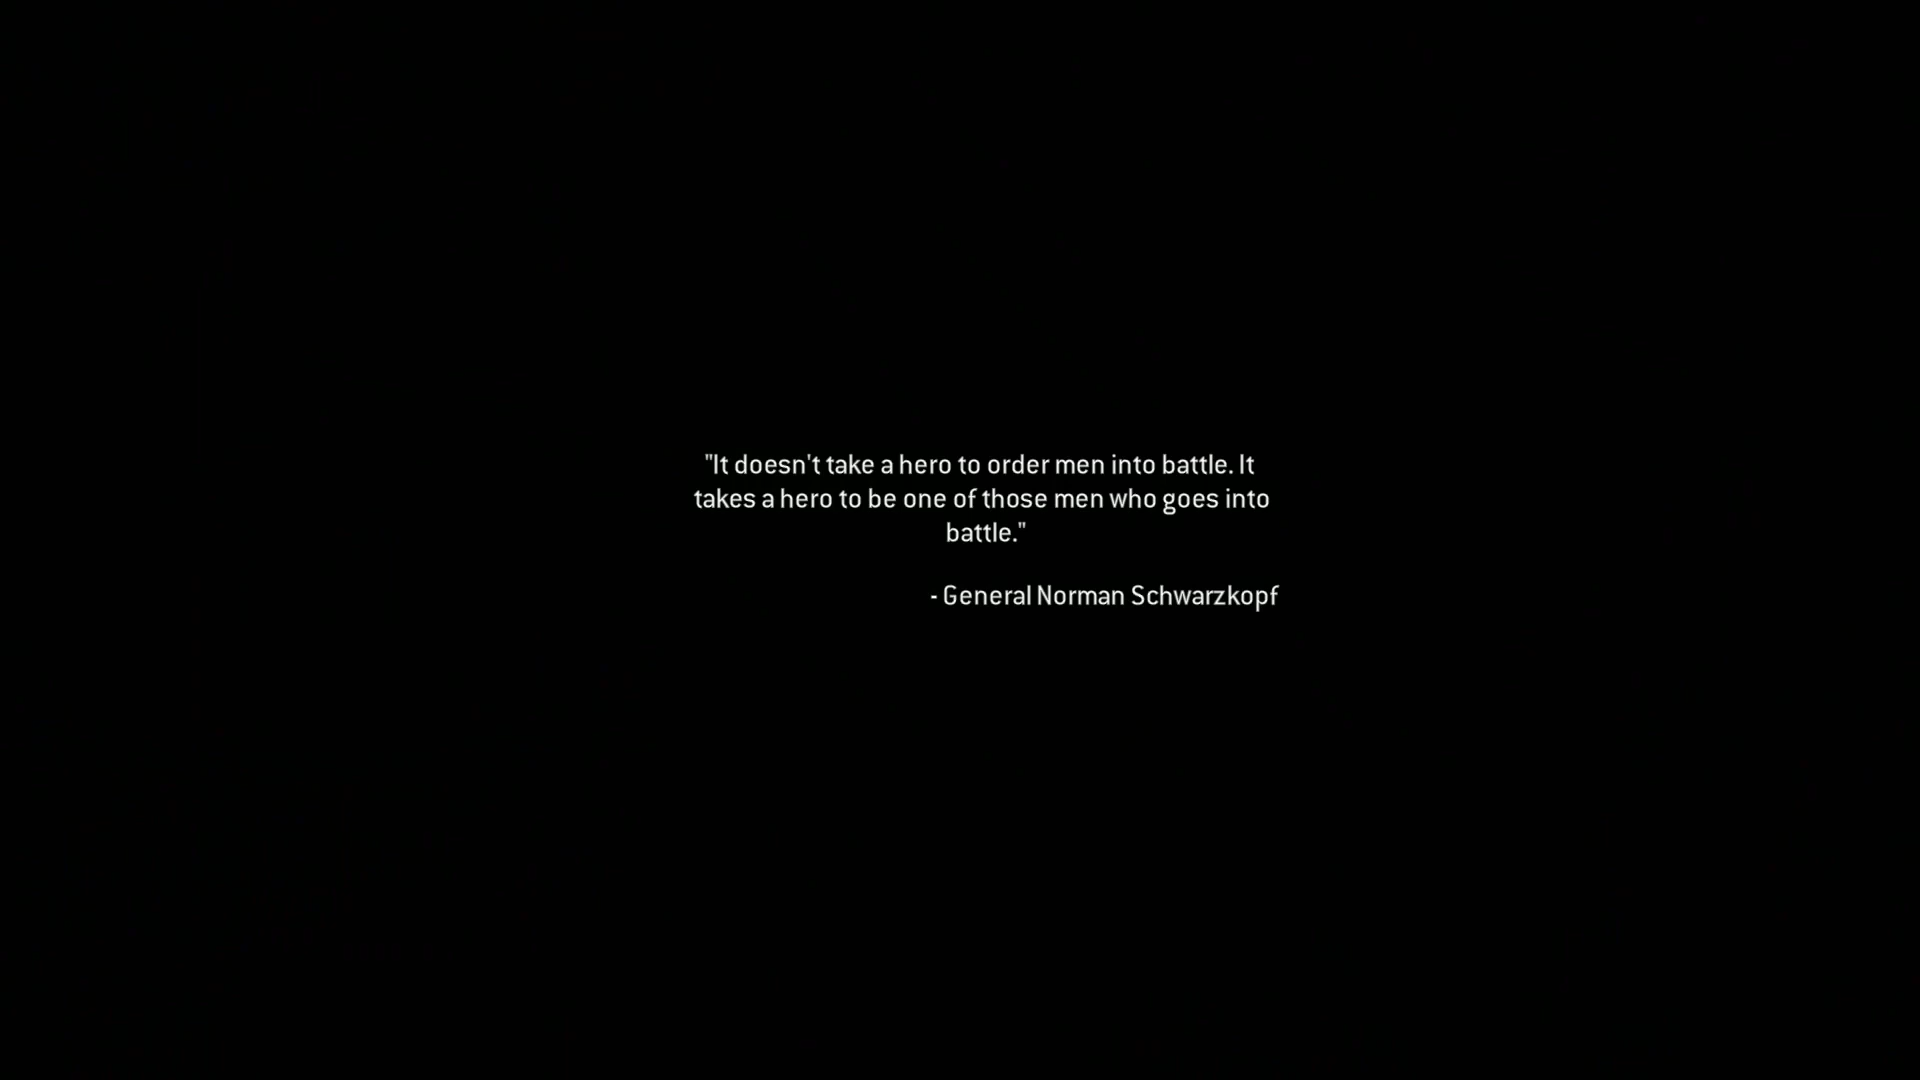 "It doesn't take a hero to order men into battle. It
takes a hero to be one of those men who goes into
battle."
- General Norman Schwarzkopf